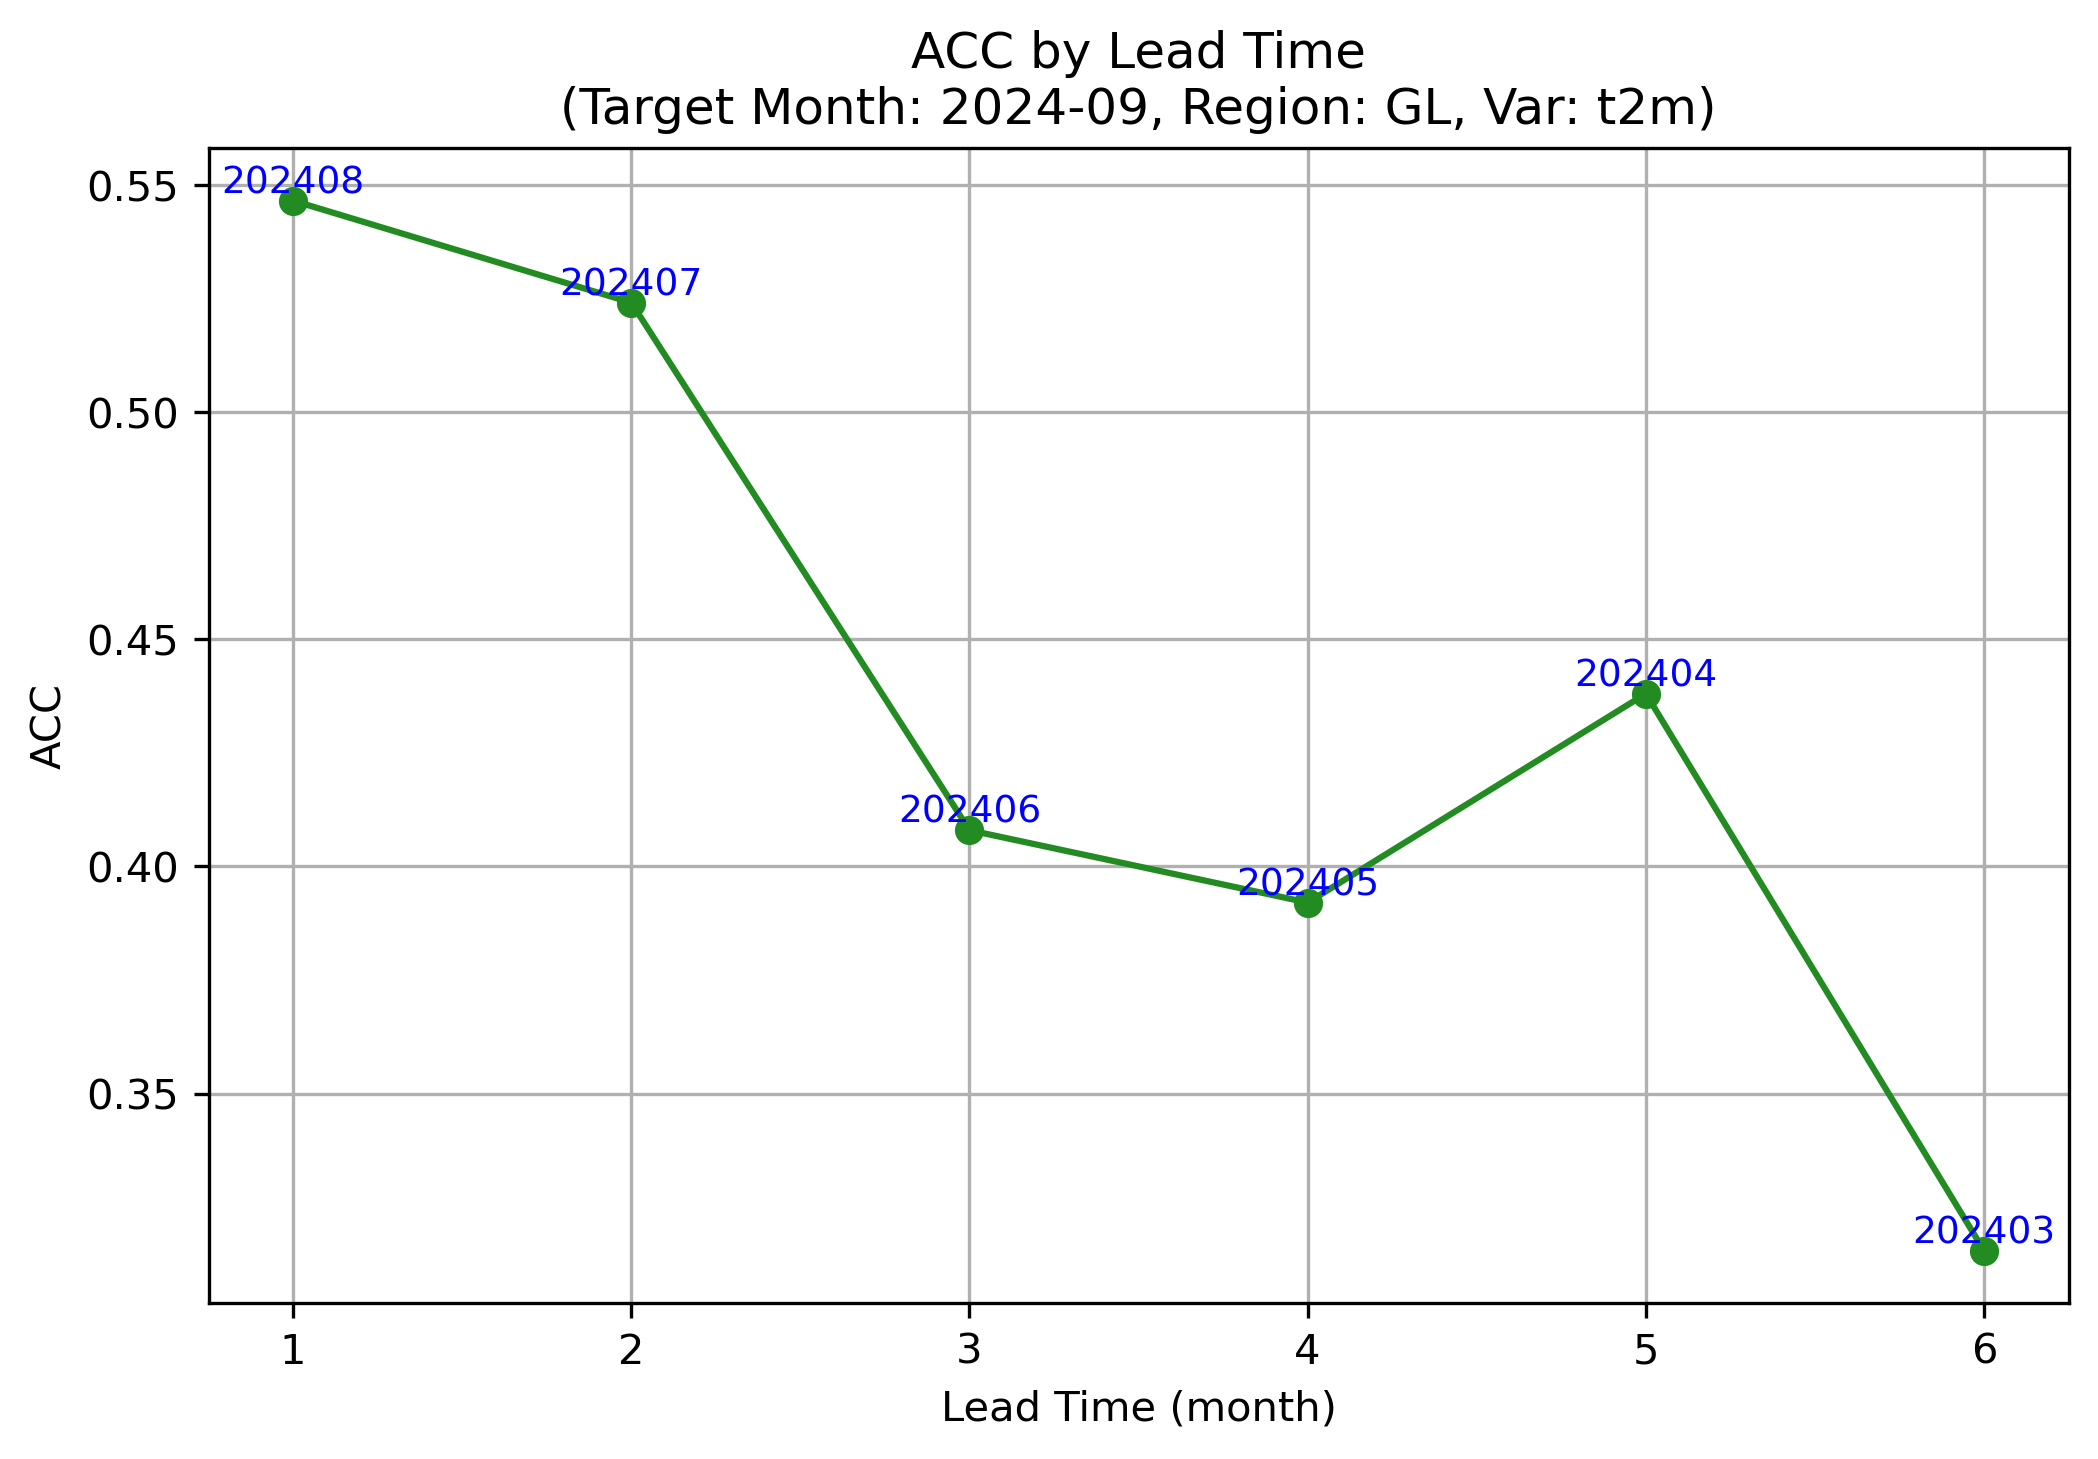 ACC by Lead Time
(Target Month: 2024-09, Region: GL, Var: t2m)
0.55
0.50
0.45
0.40
0.35
ACC
202408
202407
202406
202405
202404
202403
1 2 3 4 5 6
Lead Time (month)